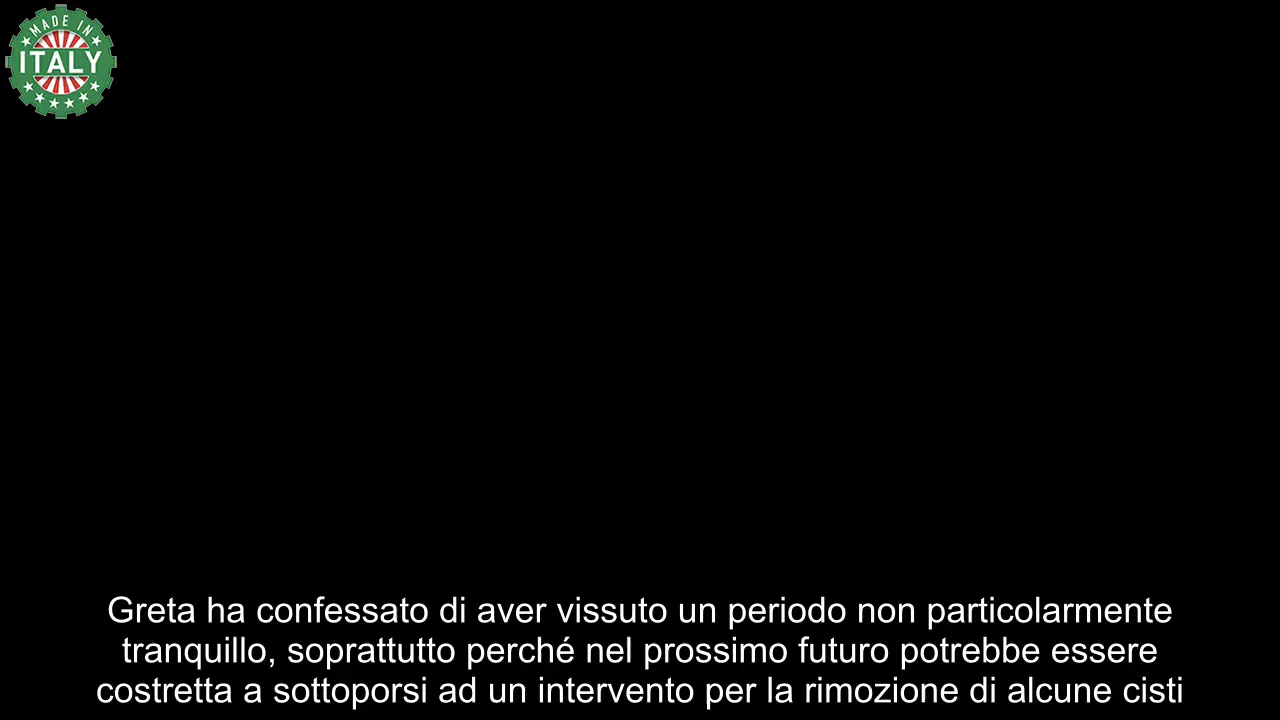 MADE IN
ITALY
Greta ha confessato di aver vissuto un periodo non particolarmente
tranquillo, soprattutto perché nel prossimo futuro potrebbe essere
costretta a sottoporsi ad un intervento per la rimozione di alcune cisti